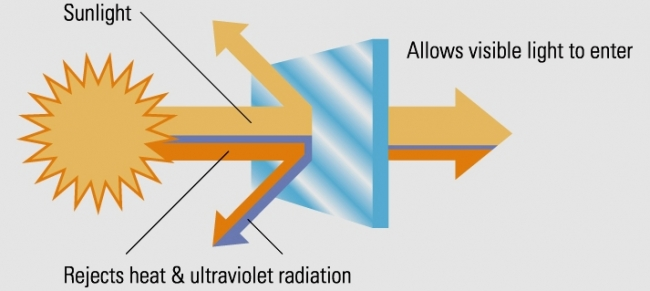 Sunlight
Allows visible light to enter
Rejects heat & ultraviolet radiation